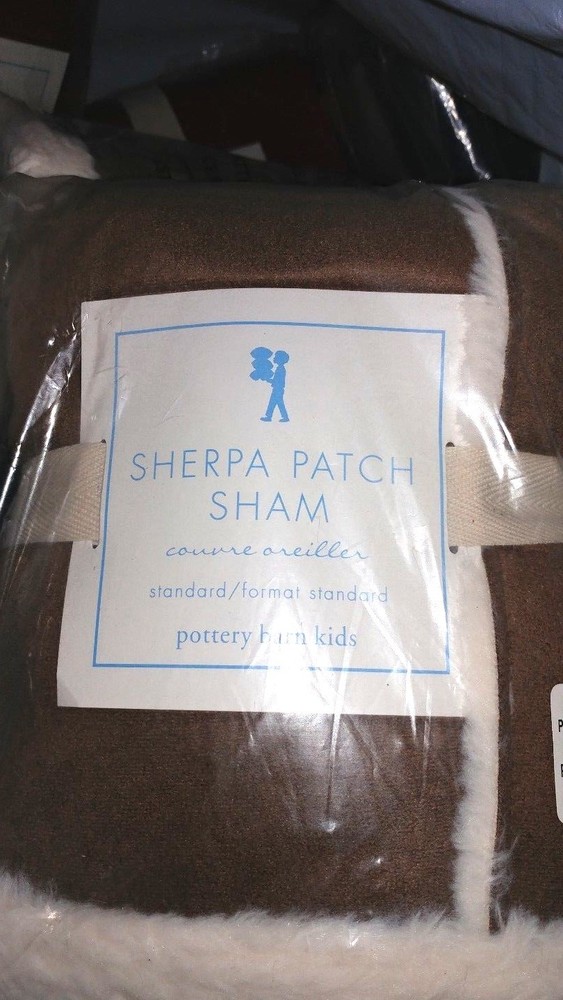 SHERPA PATCH
SHAM
couvre oreiller
standard/format standard
pottery barn kids
P